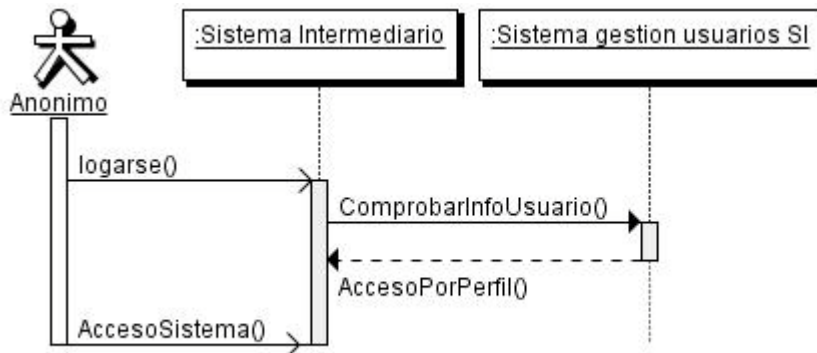 :Sistema Intermediario
:Sistema gestion usuarios SI
Anonimo
logarse()
ComprobarInfoUsuario()
AccesoPorPerfil()
AccesoSistema()